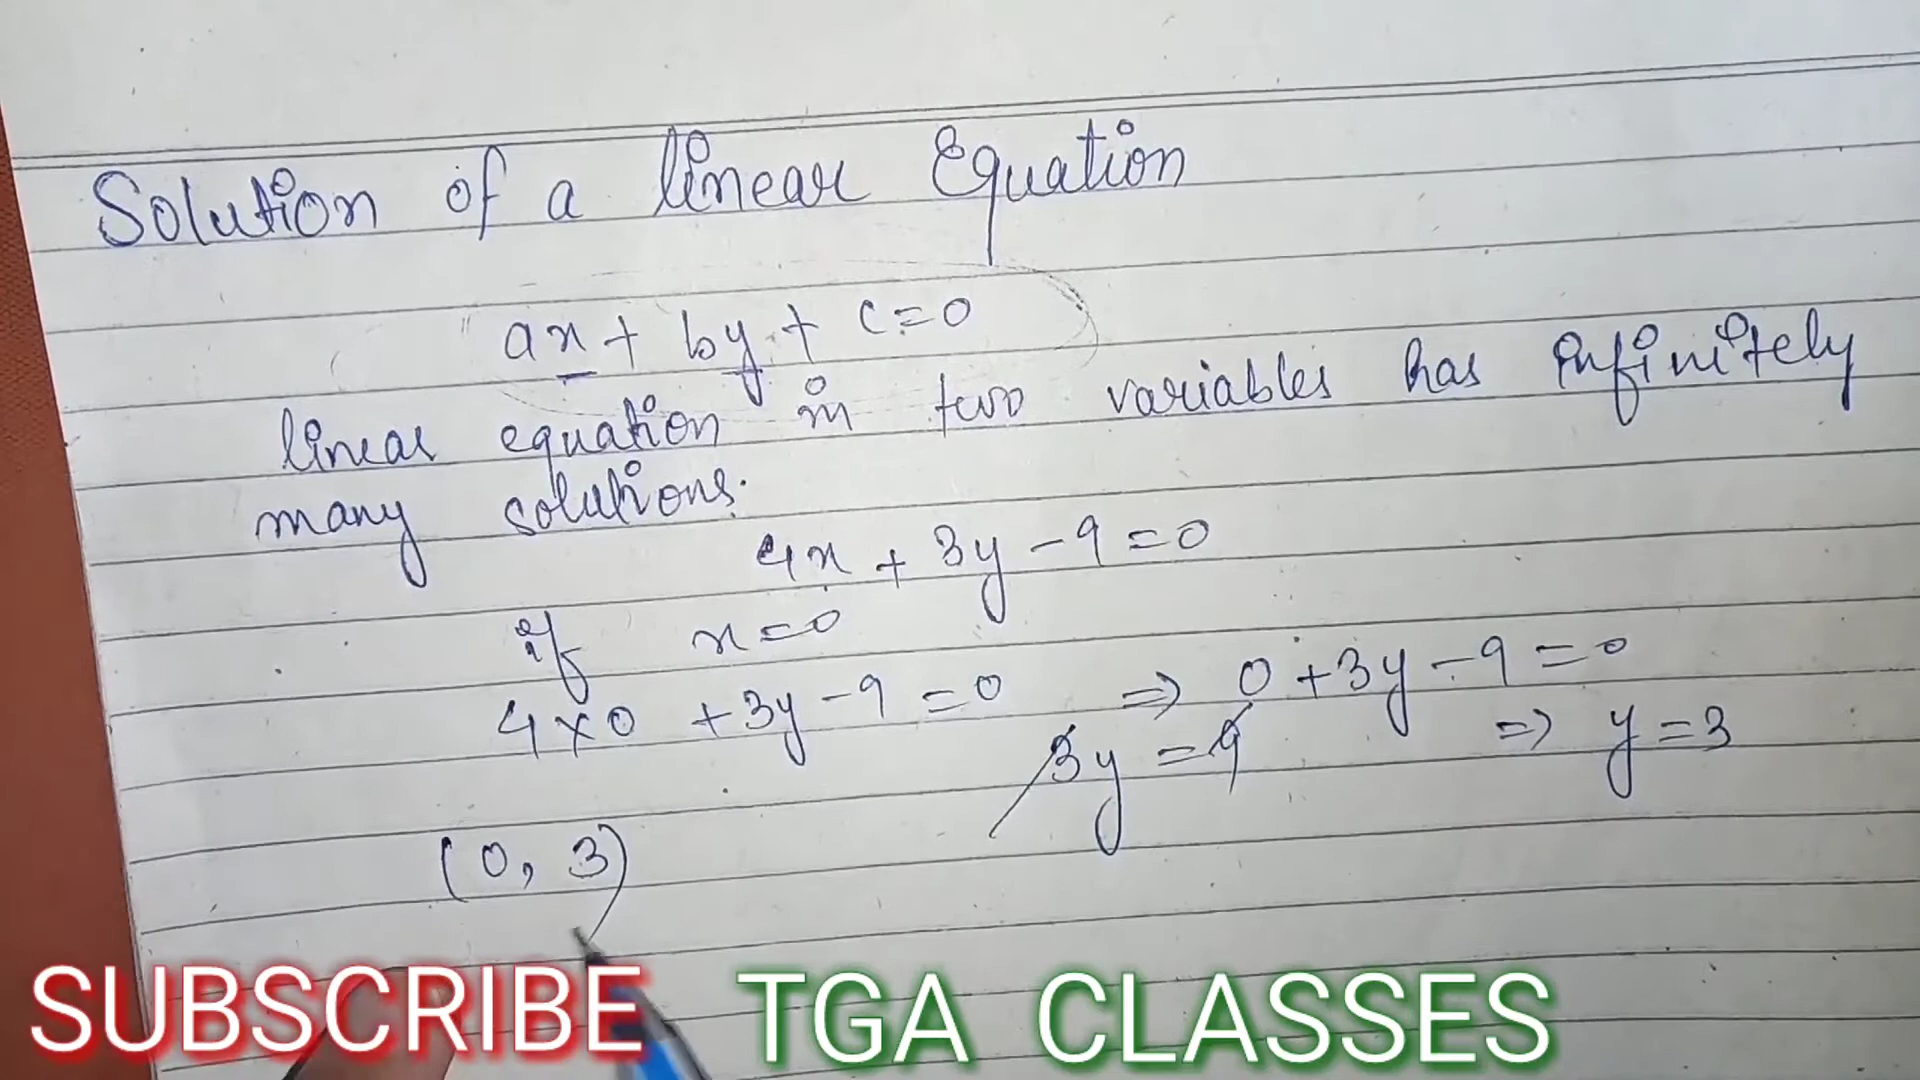 Solution of a linear Equation
ax + by + c=0
linear equation in two variables has infinitely
many solutions.
4x + 3y - 9 = 0
if x=0
4×0 +3y-9=0 => 0+3y-9=0
3y=9 => y=3
(0, 3)
SUBSCRIBE TGA CLASSES